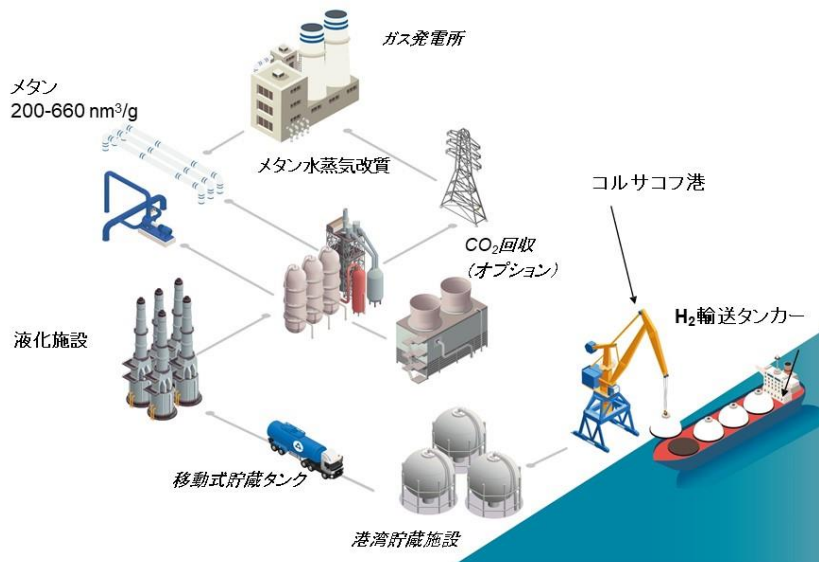 ガス発電所
メタン
200-660 nm³/g
メタン水蒸気改質
コルサコフ港
CO₂回収
(オプション)
H₂輸送タンカー
液化施設
移動式貯蔵タンク
港湾貯蔵施設